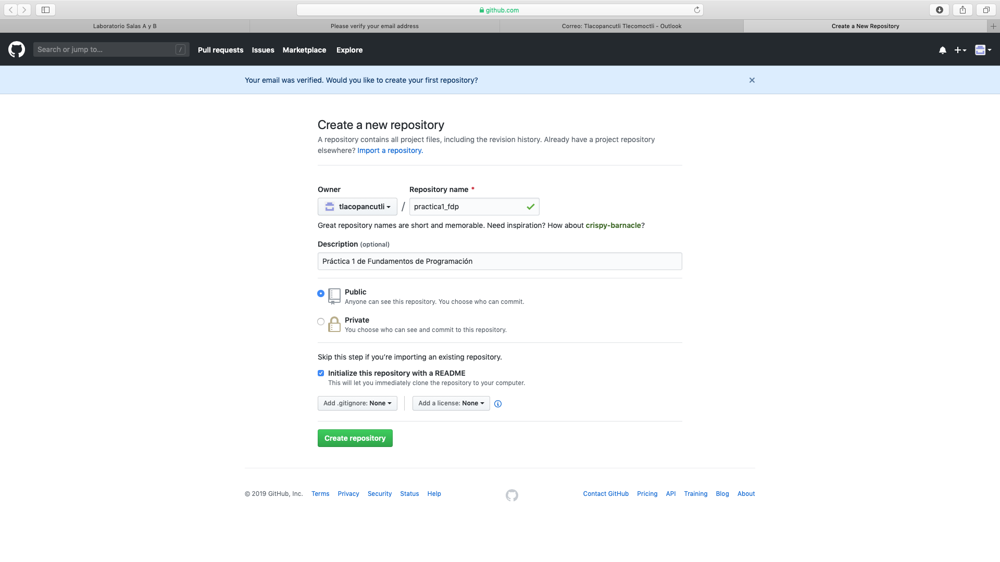 github.com
Laboratorio Salas A y B
Please verify your email address
Correo: Tlacopancutli Tlecomoctli - Outlook
Create a New Repository
Search or jump to... /
Pull requests Issues Marketplace Explore
Your email was verified. Would you like to create your first repository?
Create a new repository
A repository contains all project files, including the revision history. Already have a project repository
elsewhere? Import a repository.
Owner
Repository name *
tlacopancutli / practica1_fdp
Great repository names are short and memorable. Need inspiration? How about crispy-barnacle?
Description (optional)
Práctica 1 de Fundamentos de Programación
Public
Anyone can see this repository. You choose who can commit.
Private
You choose who can see and commit to this repository.
Skip this step if you’re importing an existing repository.
Initialize this repository with a README
This will let you immediately clone the repository to your computer.
Add .gitignore: None
Add a license: None
Create repository
© 2019 GitHub, Inc. Terms Privacy Security Status Help
Contact GitHub Pricing API Training Blog About